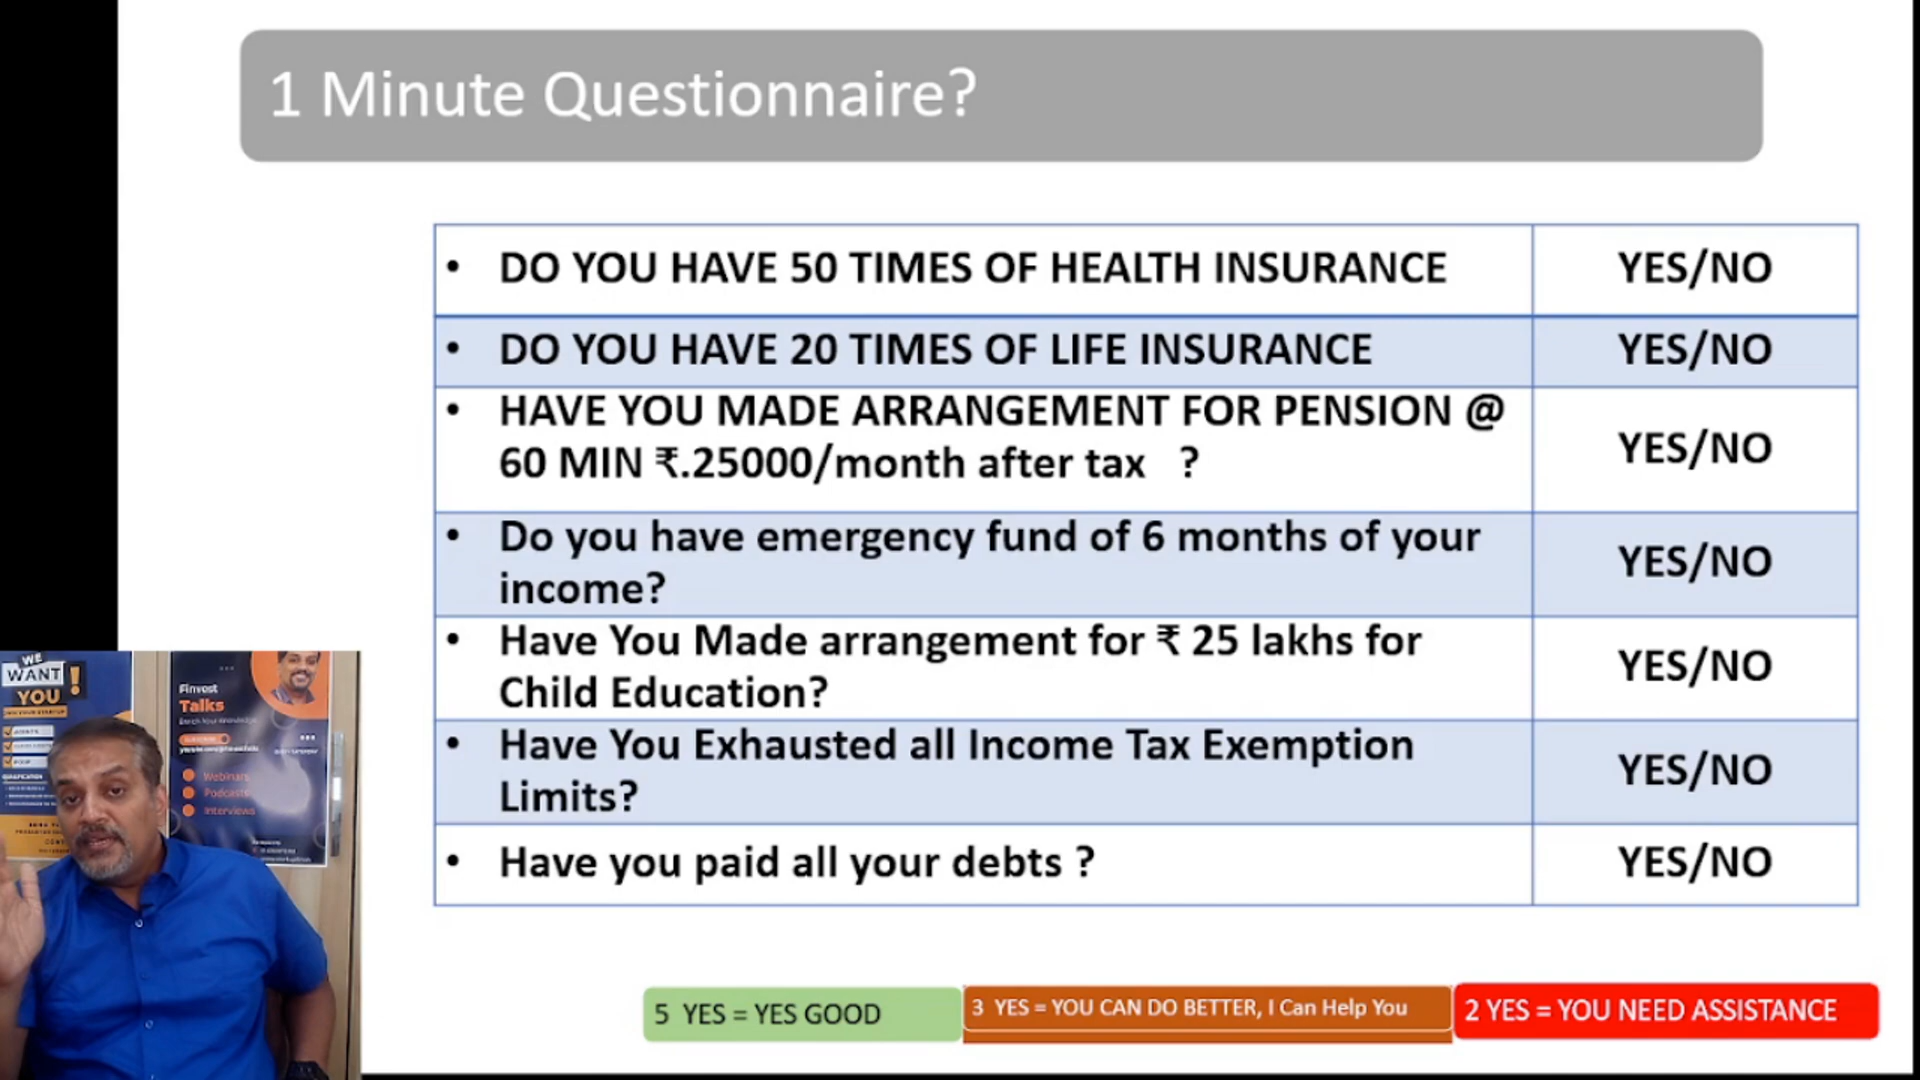 1 Minute Questionnaire?
• DO YOU HAVE 50 TIMES OF HEALTH INSURANCE YES/NO
• DO YOU HAVE 20 TIMES OF LIFE INSURANCE YES/NO
• HAVE YOU MADE ARRANGEMENT FOR PENSION @
60 MIN ₹.25000/month after tax ? YES/NO
• Do you have emergency fund of 6 months of your
income? YES/NO
• Have You Made arrangement for ₹ 25 lakhs for
Child Education? YES/NO
• Have You Exhausted all Income Tax Exemption
Limits? YES/NO
• Have you paid all your debts ? YES/NO
5 YES = YES GOOD
3 YES = YOU CAN DO BETTER, I Can Help You
2 YES = YOU NEED ASSISTANCE
WE
WANT
YOU !
Finvest
Talks
Enrich Your Knowledge
Webinars
Podcasts
Interviews